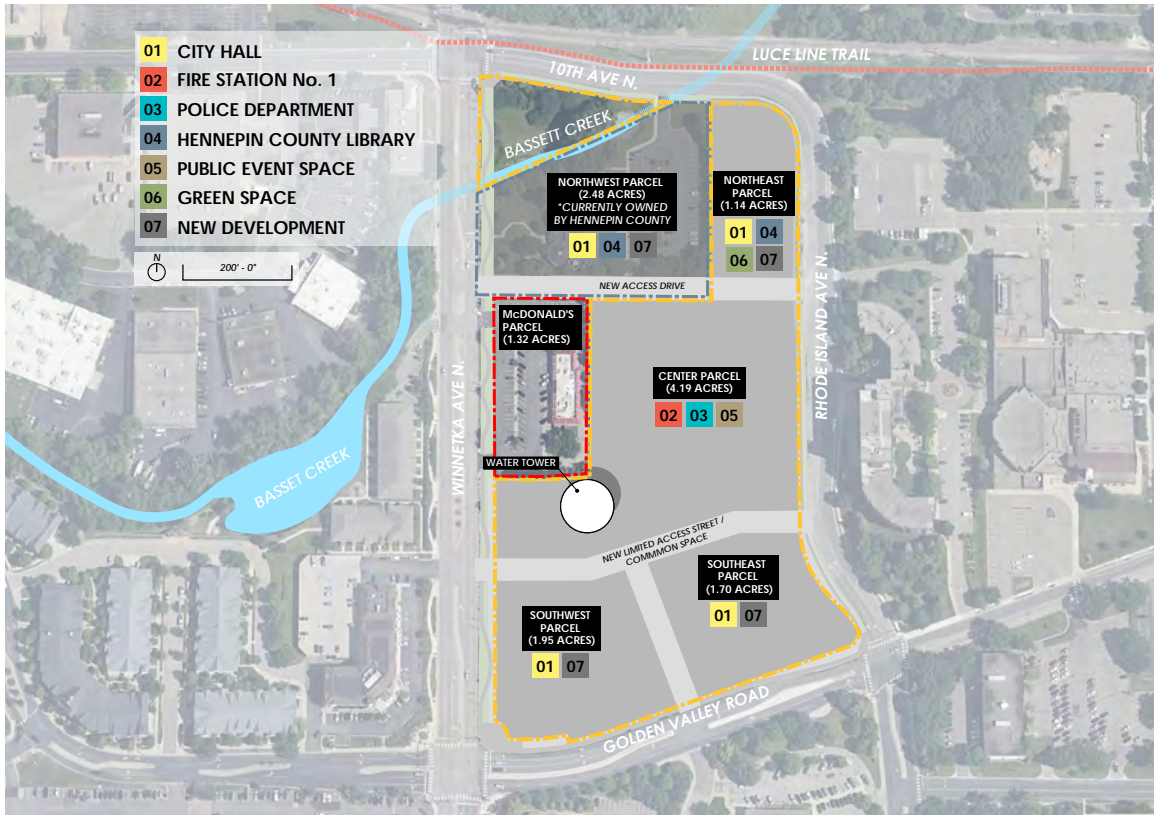 01 CITY HALL
02 FIRE STATION No. 1
03 POLICE DEPARTMENT
04 HENNEPIN COUNTY LIBRARY
05 PUBLIC EVENT SPACE
06 GREEN SPACE
07 NEW DEVELOPMENT
N
200' - 0"
LUCE LINE TRAIL
10TH AVE N.
BASSETT CREEK
NORTHWEST PARCEL
(2.48 ACRES)
*CURRENTLY OWNED
BY HENNEPIN COUNTY
01 04 07
NORTHEAST
PARCEL
(1.14 ACRES)
01 04
06 07
NEW ACCESS DRIVE
McDONALD'S
PARCEL
(1.32 ACRES)
CENTER PARCEL
(4.19 ACRES)
02 03 05
RHODE ISLAND AVE N.
WINNETKA AVE N.
WATER TOWER
BASSET CREEK
NEW LIMITED ACCESS STREET /
COMMMON SPACE
SOUTHEAST
PARCEL
(1.70 ACRES)
01 07
SOUTHWEST
PARCEL
(1.95 ACRES)
01 07
GOLDEN VALLEY ROAD